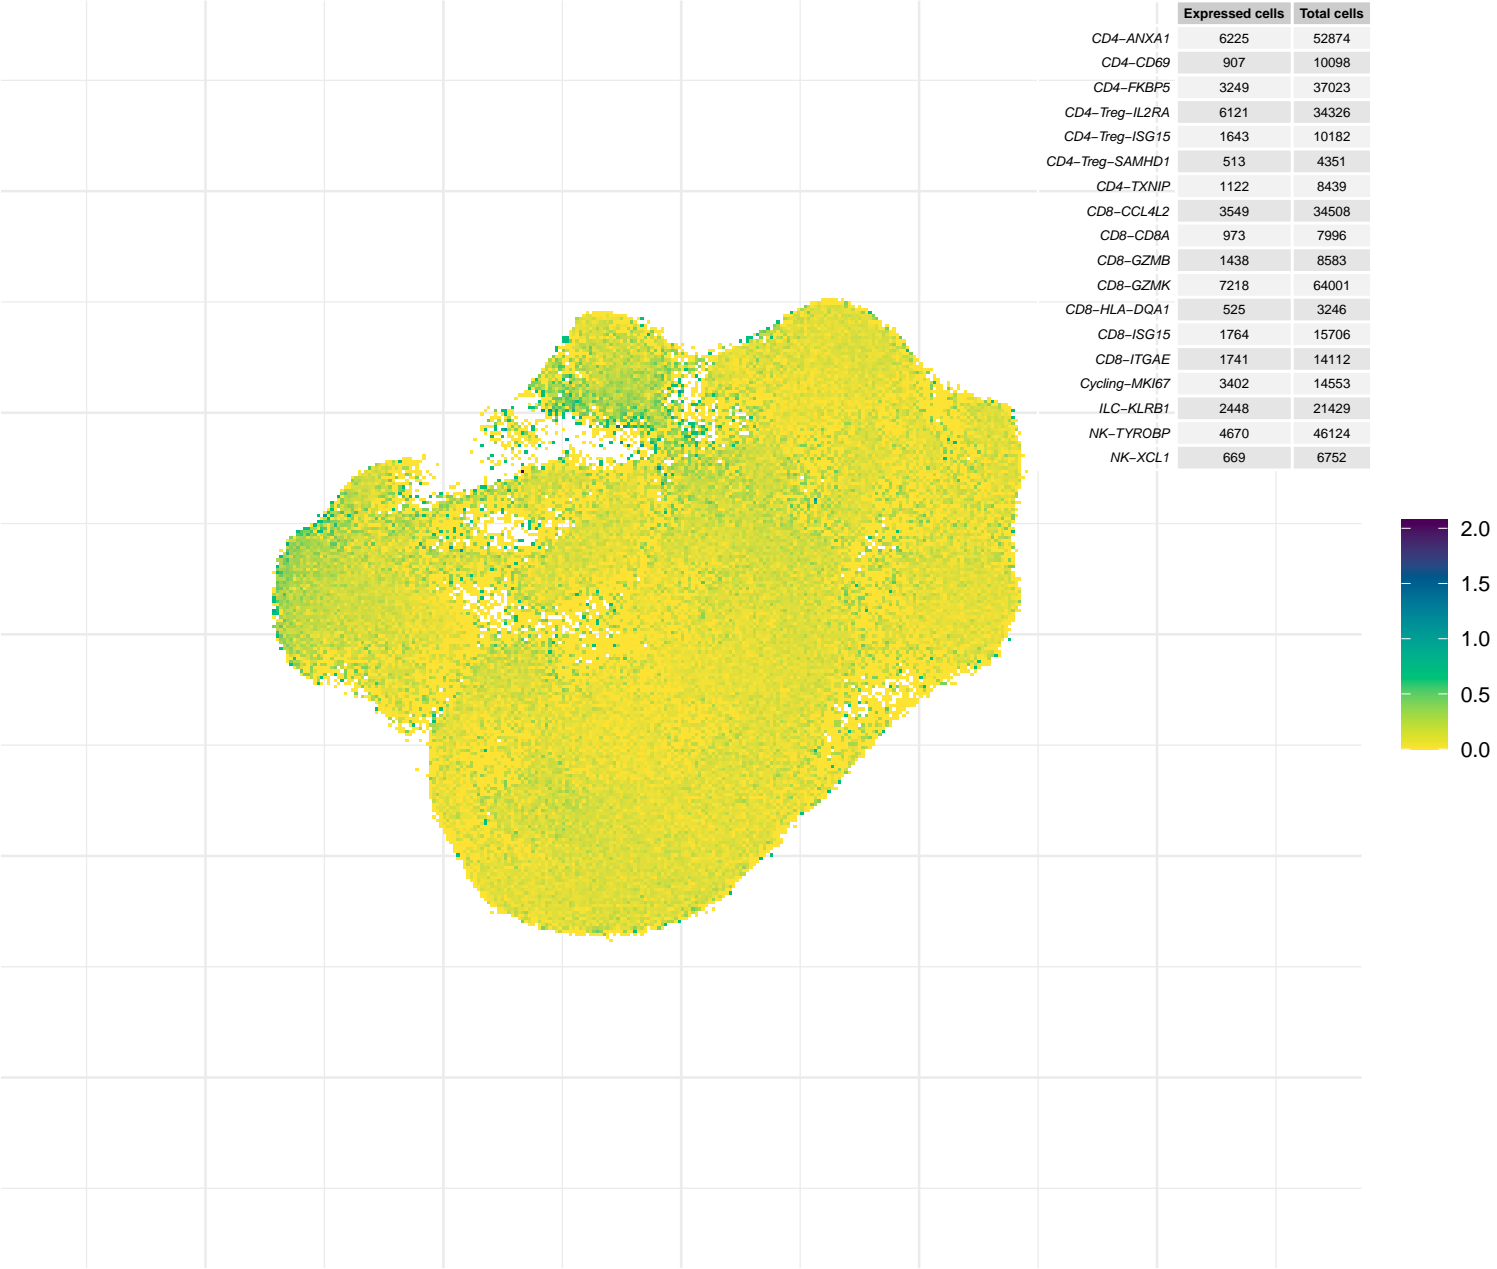 Expressed cells Total cells
CD4−ANXA1 6225 52874
CD4−CD69 907 10098
CD4−FKBP5 3249 37023
CD4−Treg−IL2RA 6121 34326
CD4−Treg−ISG15 1643 10182
CD4−Treg−SAMHD1 513 4351
CD4−TXNIP 1122 8439
CD8−CCL4L2 3549 34508
CD8−CD8A 973 7996
CD8−GZMB 1438 8583
CD8−GZMK 7218 64001
CD8−HLA−DQA1 525 3246
CD8−ISG15 1764 15706
CD8−ITGAE 1741 14112
Cycling−MKI67 3402 14553
ILC−KLRB1 2448 21429
NK−TYROBP 4670 46124
NK−XCL1 669 6752
2.0
1.5
1.0
0.5
0.0